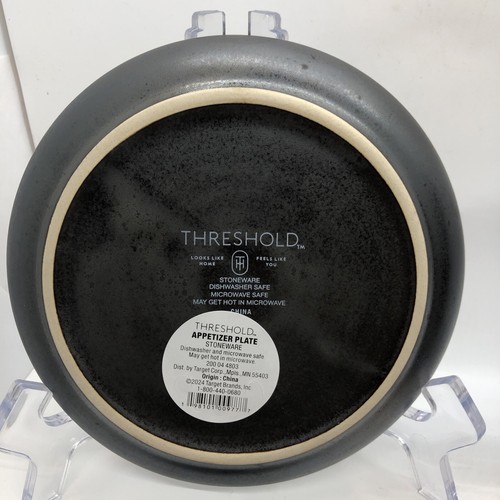 THRESHOLD™
LOOKS LIKE HOME
FEELS LIKE YOU
STONEWARE
DISHWASHER SAFE
MICROWAVE SAFE
MAY GET HOT IN MICROWAVE
CHINA
THRESHOLD™
APPETIZER PLATE
STONEWARE
Dishwasher and microwave safe
May get hot in microwave
200 04 4803
Dist. by Target Corp., Mpls., MN 55403
Origin : China
©2024 Target Brands, Inc.
1-800-440-0680